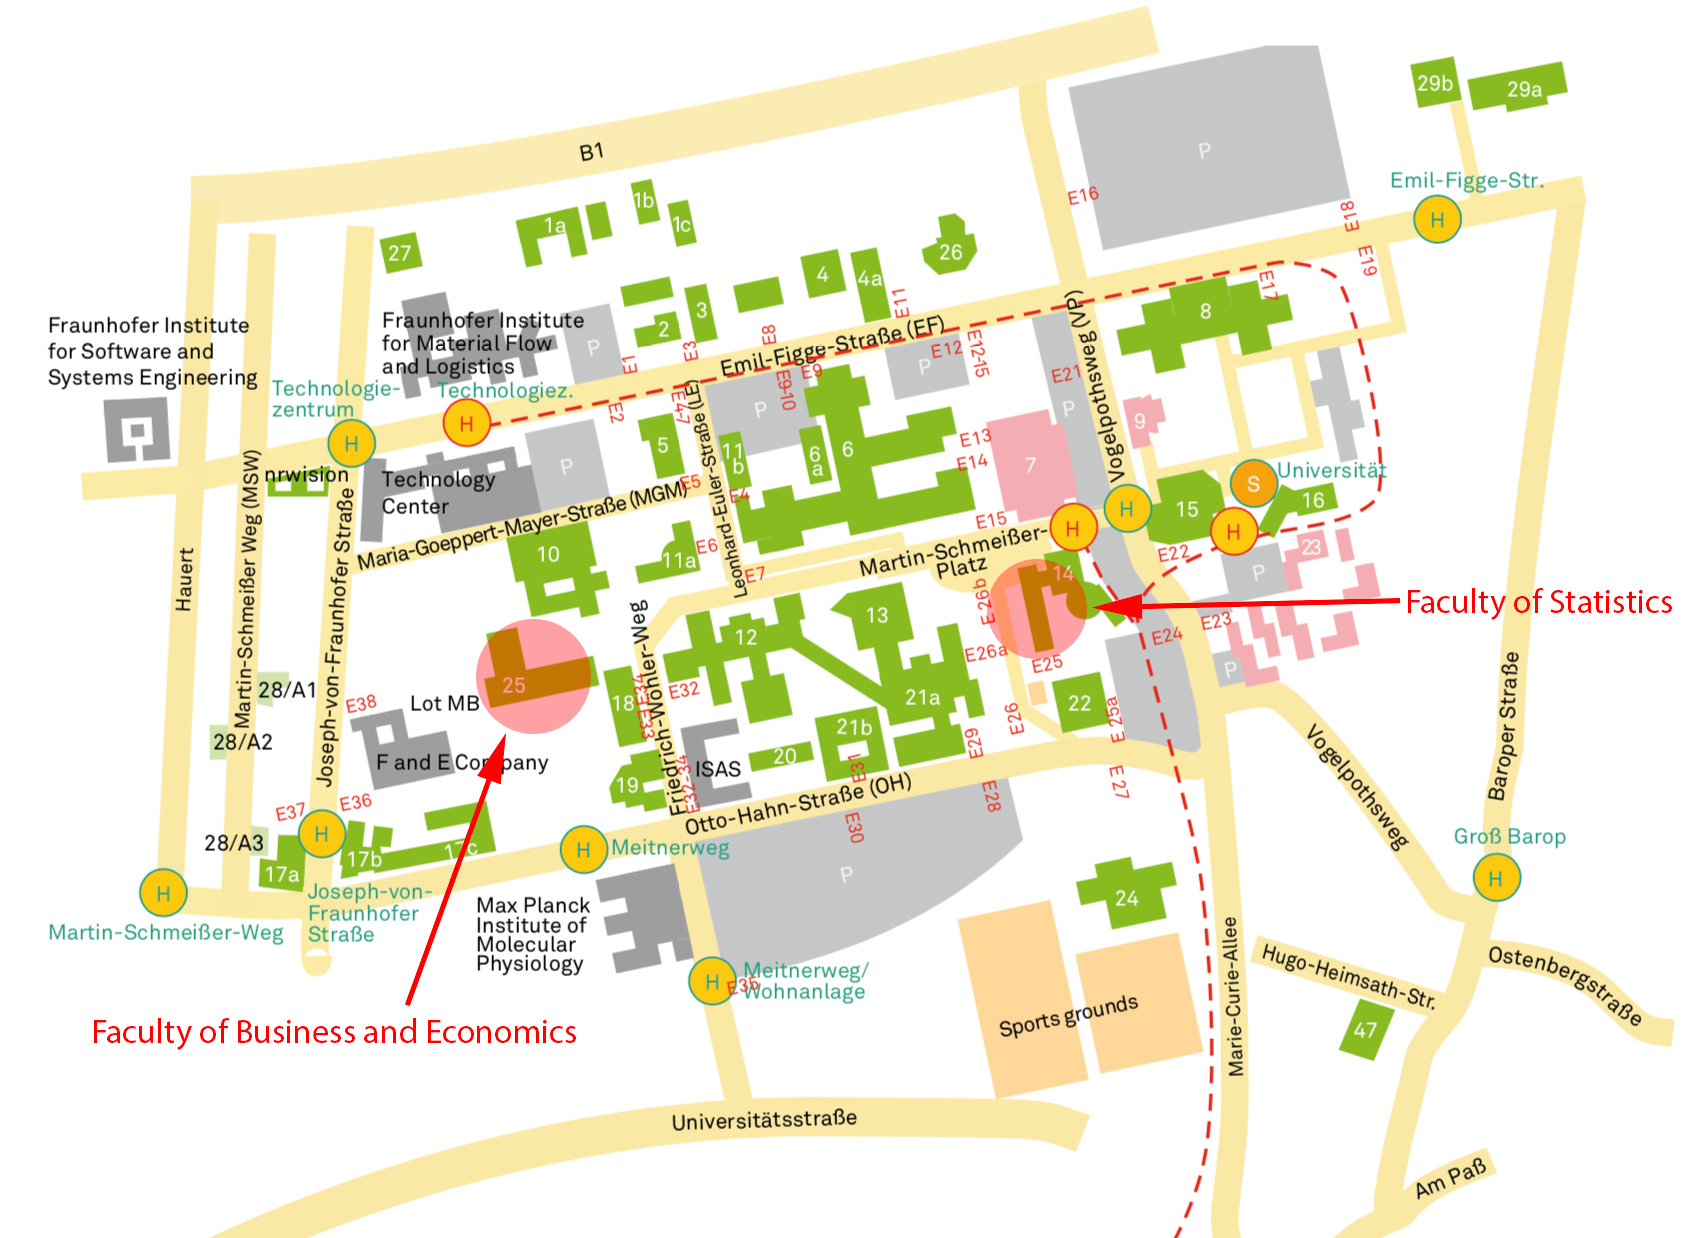 B1
29b
29a
P
Emil-Figge-Str.
H
E16
E18
E19
E17
1b
1c
1a
27
26
4
4a
E11
3
2
E8
E3
E1
P
8
Fraunhofer Institute
for Software and
Systems Engineering
Fraunhofer Institute
for Material Flow
and Logistics
Technologie-
zentrum
H
Technologiez.
H
Emil-Figge-Straße (EF)
E12
E12-15
P
E9
E9-10
P
E2
E4-7
Leonhard-Euler-Straße (LE)
Vogelpothsweg (VP)
E21
P
9
nrwision
Technology
Center
P
5
E5
E4
11
b
6
a
6
E13
E14
7
E15
Universität
S
H
15
16
H
H
E22
23
P
Maria-Goeppert-Mayer-Straße (MGM)
Hauert
Martin-Schmeißer Weg (MSW)
Joseph-von-Fraunhofer Straße
10
11a
E6
E7
Martin-Schmeißer-
Platz
14
E26b
Faculty of Statistics
E24
E23
P
E25
E26a
13
12
Friedrich-Wöhler-Weg
25
Lot MB
18
E33
E34
E32
21a
22
E25a
E26
E29
28/A1
28/A2
E38
F and E Company
ISAS
20
21b
E31
19
E32-34
Otto-Hahn-Straße (OH)
E30
E28
E27
E37
E36
28/A3
H
17a
17b
17c
H
Meitnerweg
P
Vogelpothsweg
Baroper Straße
Groß Barop
H
H
Martin-Schmeißer-Weg
Joseph-von-
Fraunhofer
Straße
Max Planck
Institute of
Molecular
Physiology
H
E35
Meitnerweg/
Wohnanlage
24
Sports grounds
Marie-Curie-Allee
Hugo-Heimsath-Str.
Ostenbergstraße
47
Faculty of Business and Economics
Universitätsstraße
Am Paß